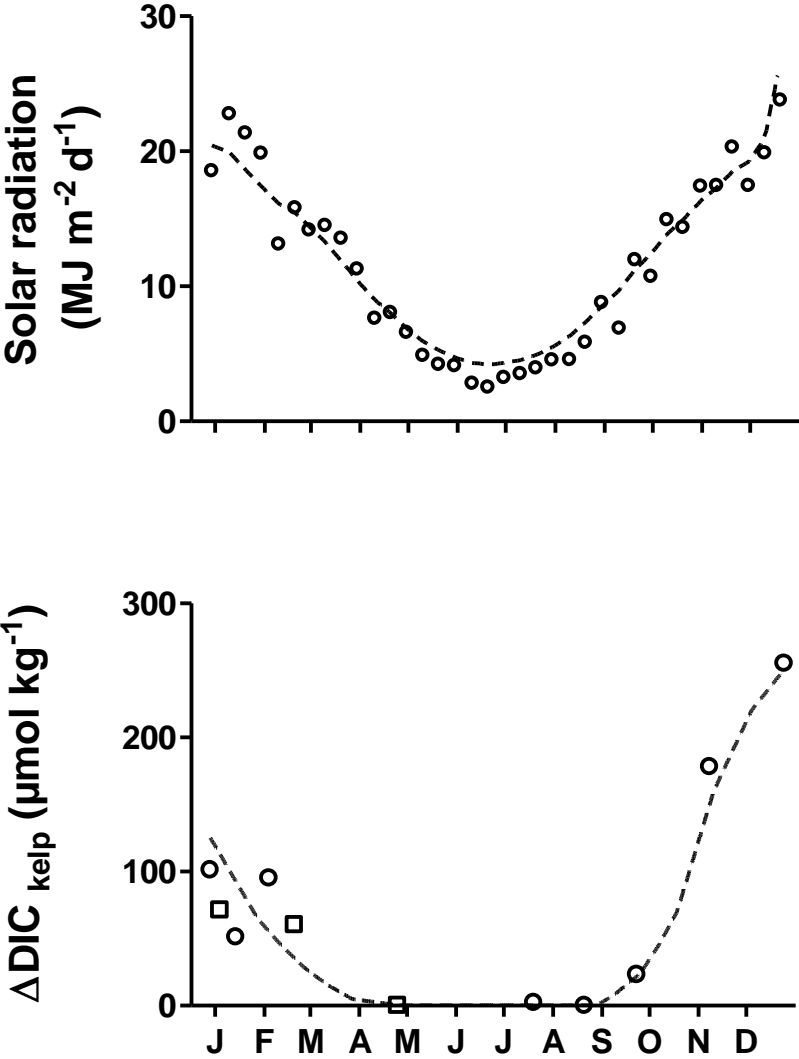 Solar radiation
(MJ m-2 d-1)
30
20
10
0
ΔDIC kelp (µmol kg-1)
300
200
100
0
J F M A M J J A S O N D